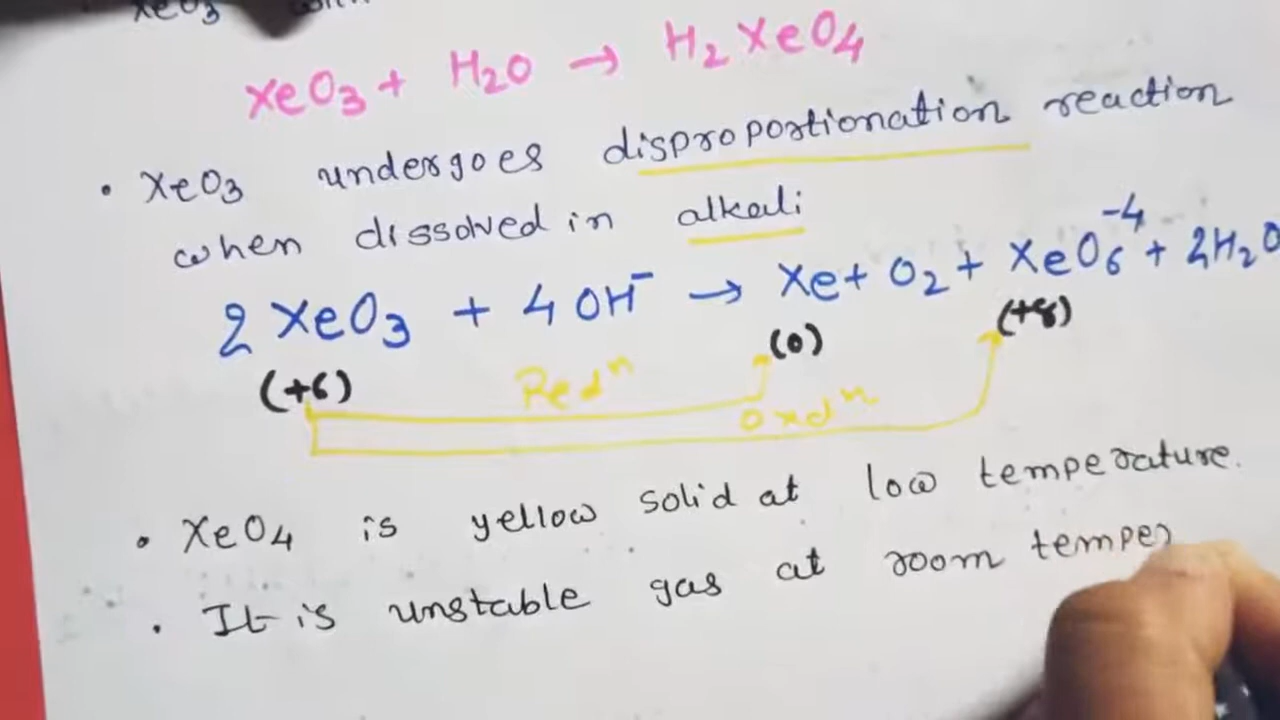 XeO3
XeO3 + H2O → H2XeO4
• XeO3 undergoes disproportionation reaction
when dissolved in alkali
2XeO3 + 4OH⁻ → Xe + O2 + XeO6⁻⁴ + 2H2O
(+6) (0) (+8)
Redⁿ
Oxdⁿ
• XeO4 is yellow solid at low temperature.
• It is unstable gas at room temper